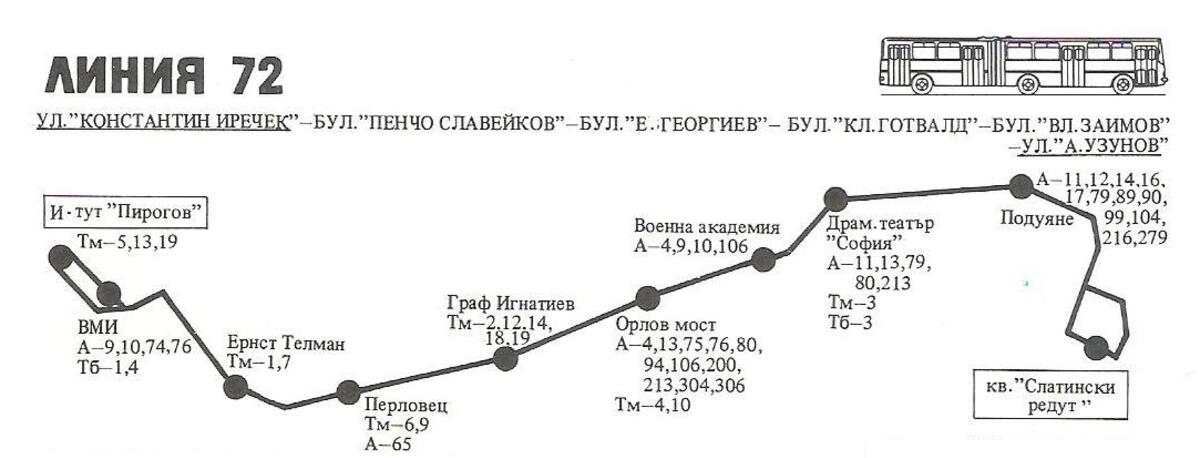 ЛИНИЯ 72
УЛ."КОНСТАНТИН ИРЕЧЕК"–БУЛ."ПЕНЧО СЛАВЕЙКОВ"–БУЛ."Е. ГЕОРГИЕВ"– БУЛ."КЛ.ГОТВАЛД"–БУЛ."ВЛ.ЗАИМОВ"
–УЛ."А.УЗУНОВ"
И-тут "Пирогов"
Тм–5,13,19
ВМИ
А–9,10,74,76
Тб–1,4
Ернст Телман
Тм–1,7
Перловец
Тм–6,9
А–65
Граф Игнатиев
Тм–2,12,14,
18,19
Орлов мост
А–4,13,75,76,80,
94,106,200,
213,304,306
Тм–4,10
Военна академия
А–4,9,10,106
Драм.театър
"София"
А–11,13,79,
80,213
Тм–3
Тб–3
Подуяне
А–11,12,14,16,
17,79,89,90,
99,104,
216,279
кв."Слатински
редут"